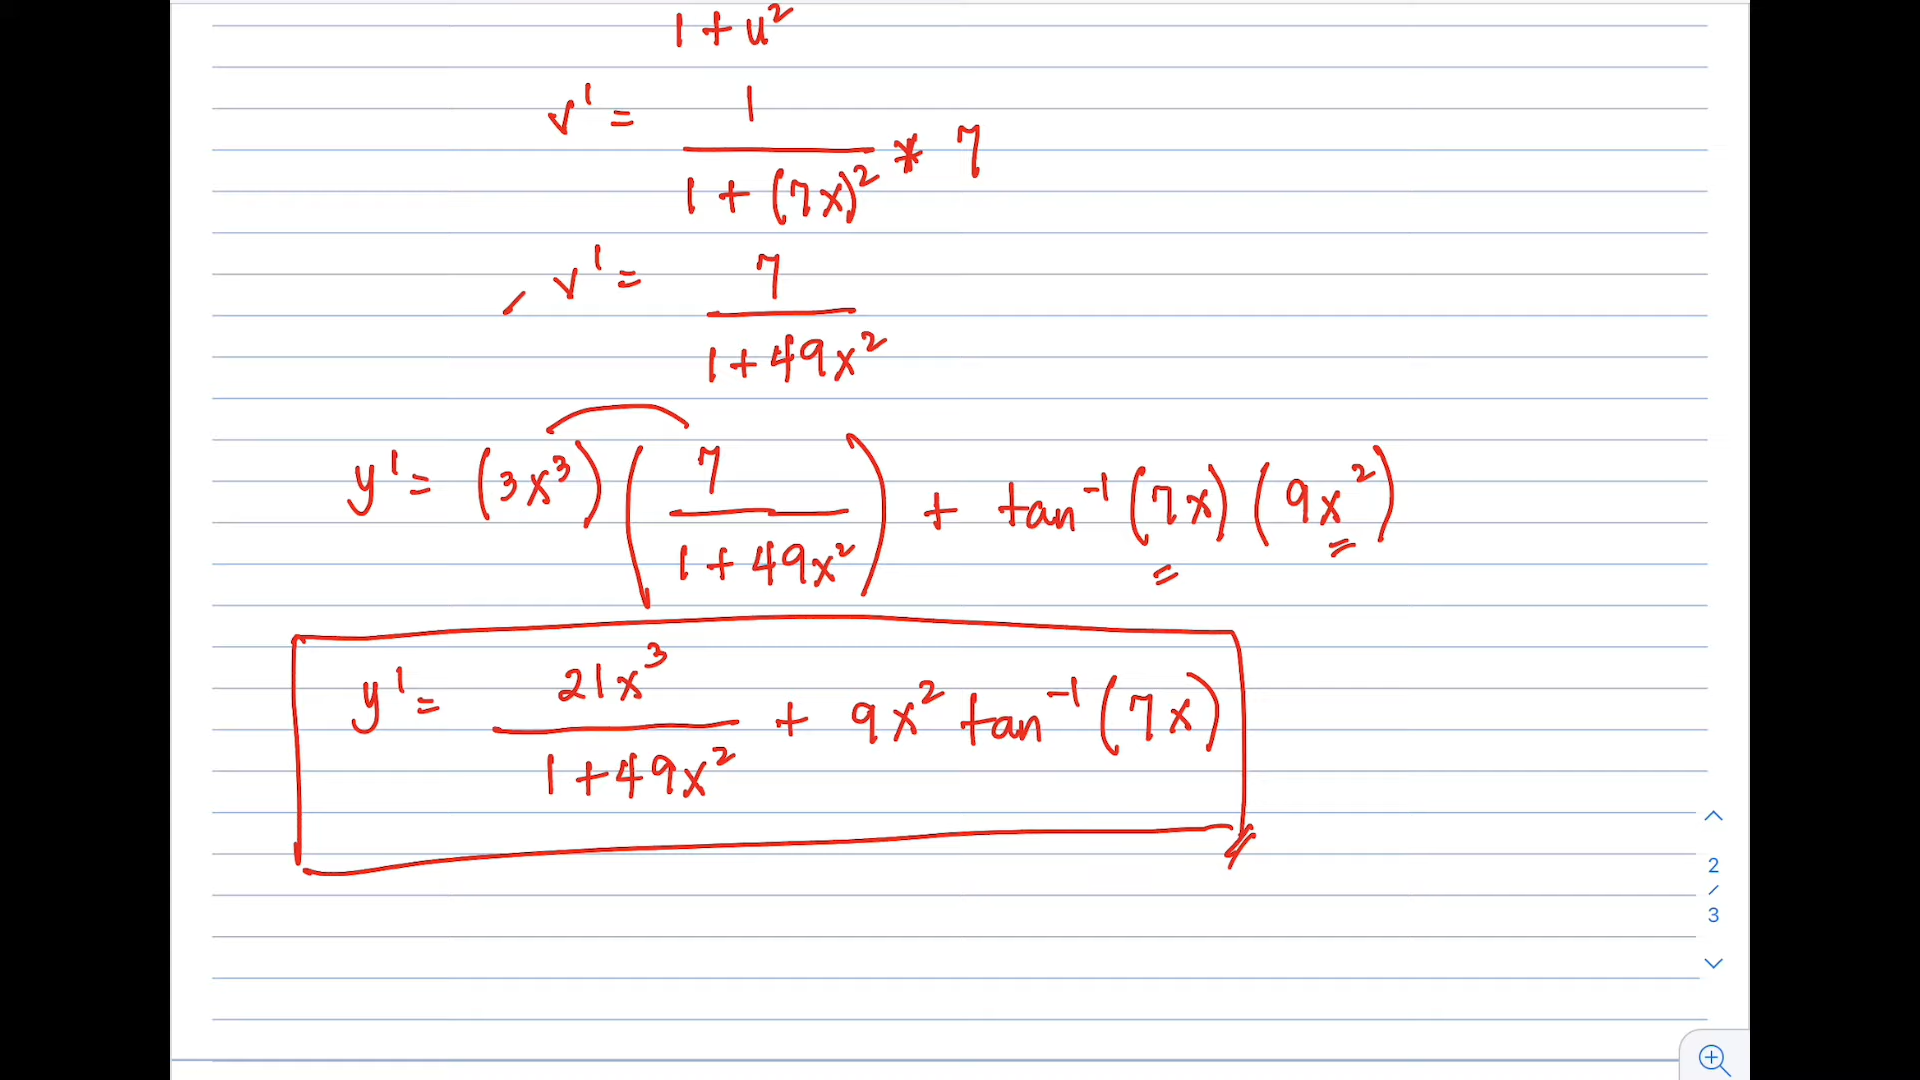 1 + u²
v' = 1 / (1 + (7x)²) * 7
v' = 7 / (1 + 49x²)
y' = (3x³) (7 / (1 + 49x²)) + tan⁻¹ (7x) (9x²)
y' = 21x³ / (1 + 49x²) + 9x² tan⁻¹ (7x)
2
/
3